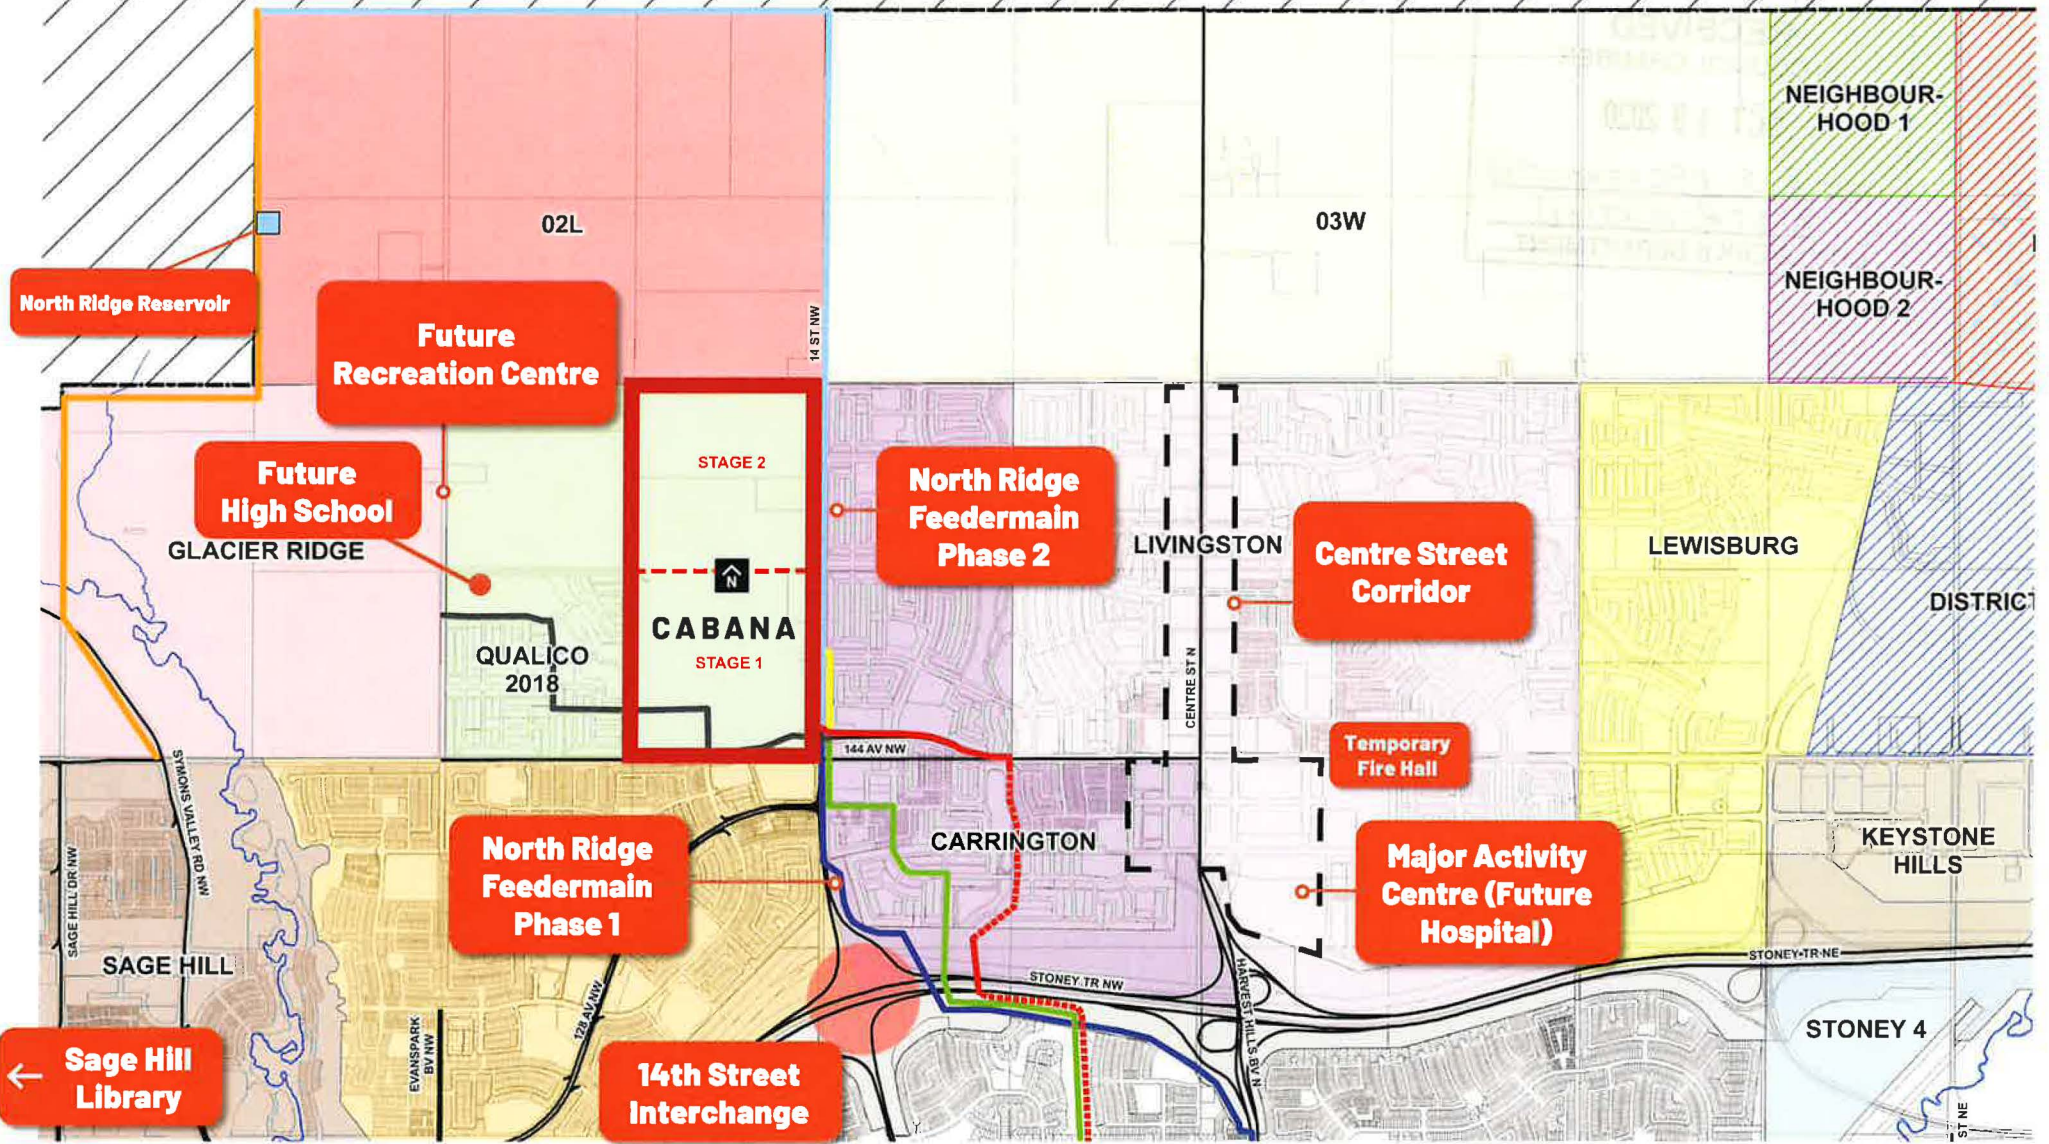 NEIGHBOUR-
HOOD 1
02L
03W
NEIGHBOUR-
HOOD 2
North Ridge Reservoir
Future
Recreation Centre
14 ST NW
STAGE 2
Future
High School
GLACIER RIDGE
North Ridge
Feedermain
Phase 2
LIVINGSTON
Centre Street
Corridor
LEWISBURG
DISTRICT
N
CABANA
STAGE 1
QUALICO
2018
CENTRE ST N
144 AV NW
Temporary
Fire Hall
SYMONS VALLEY RD NW
SAGE HILL DR NW
North Ridge
Feedermain
Phase 1
CARRINGTON
Major Activity
Centre (Future
Hospital)
KEYSTONE
HILLS
SAGE HILL
STONEY TR NW
STONEY TR NE
HARVEST HILLS BV N
128 AV NW
EVANSPARK
BV NW
STONEY 4
Sage Hill
Library
14th Street
Interchange
ST NE